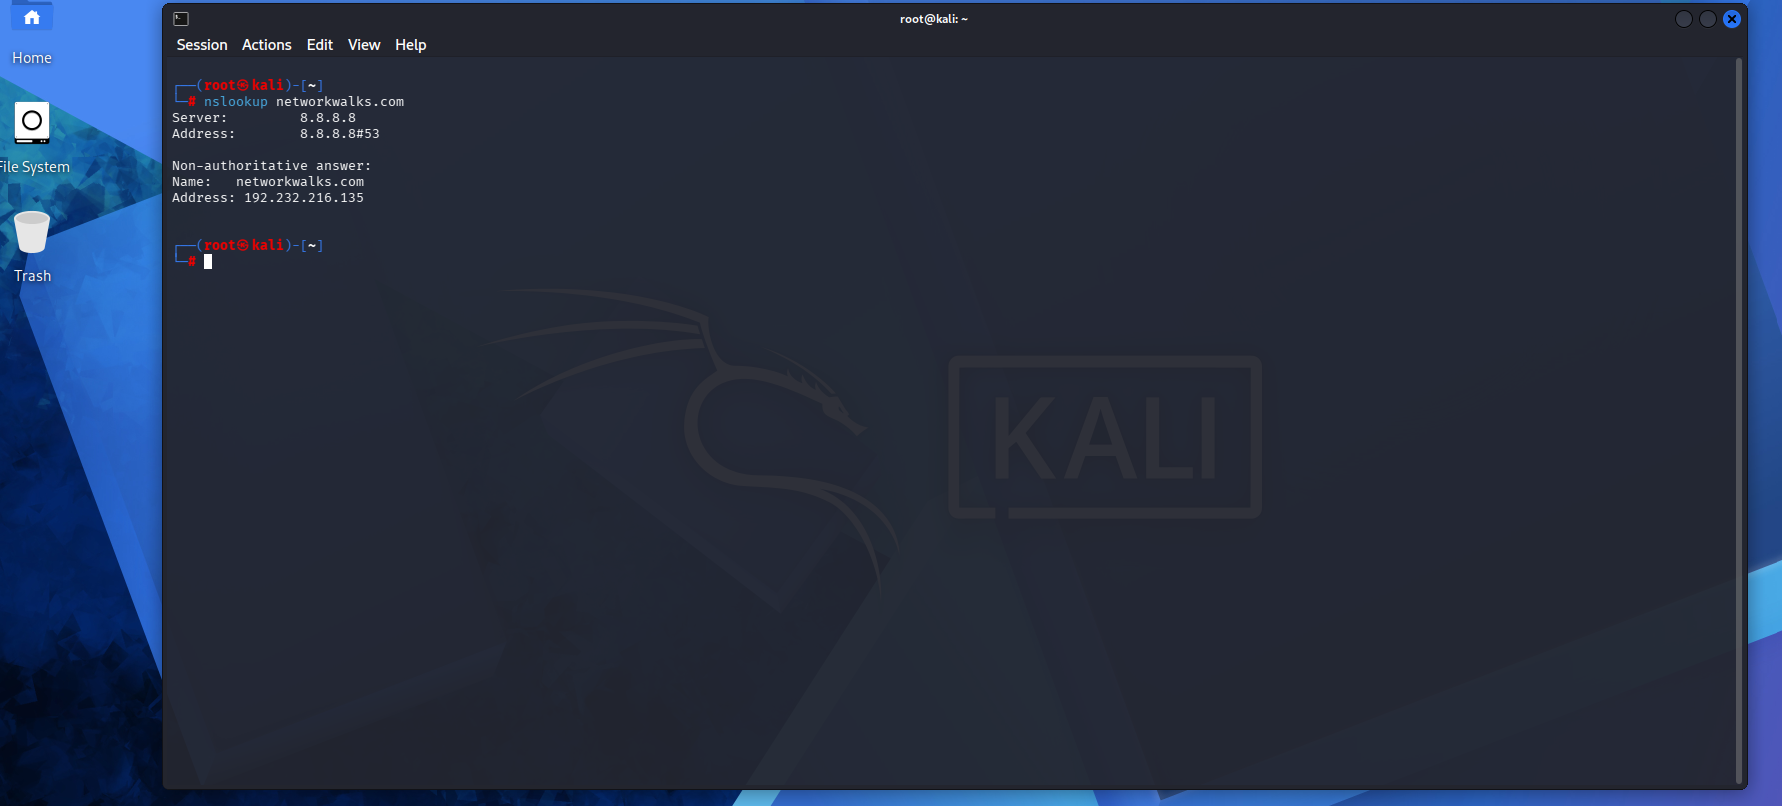 Home
File System
Trash
root@kali: ~
Session Actions Edit View Help
┌──(root㉿kali)-[~]
└─# nslookup networkwalks.com
Server:         8.8.8.8
Address:        8.8.8.8#53
Non-authoritative answer:
Name:   networkwalks.com
Address: 192.232.216.135
┌──(root㉿kali)-[~]
└─#
KALI